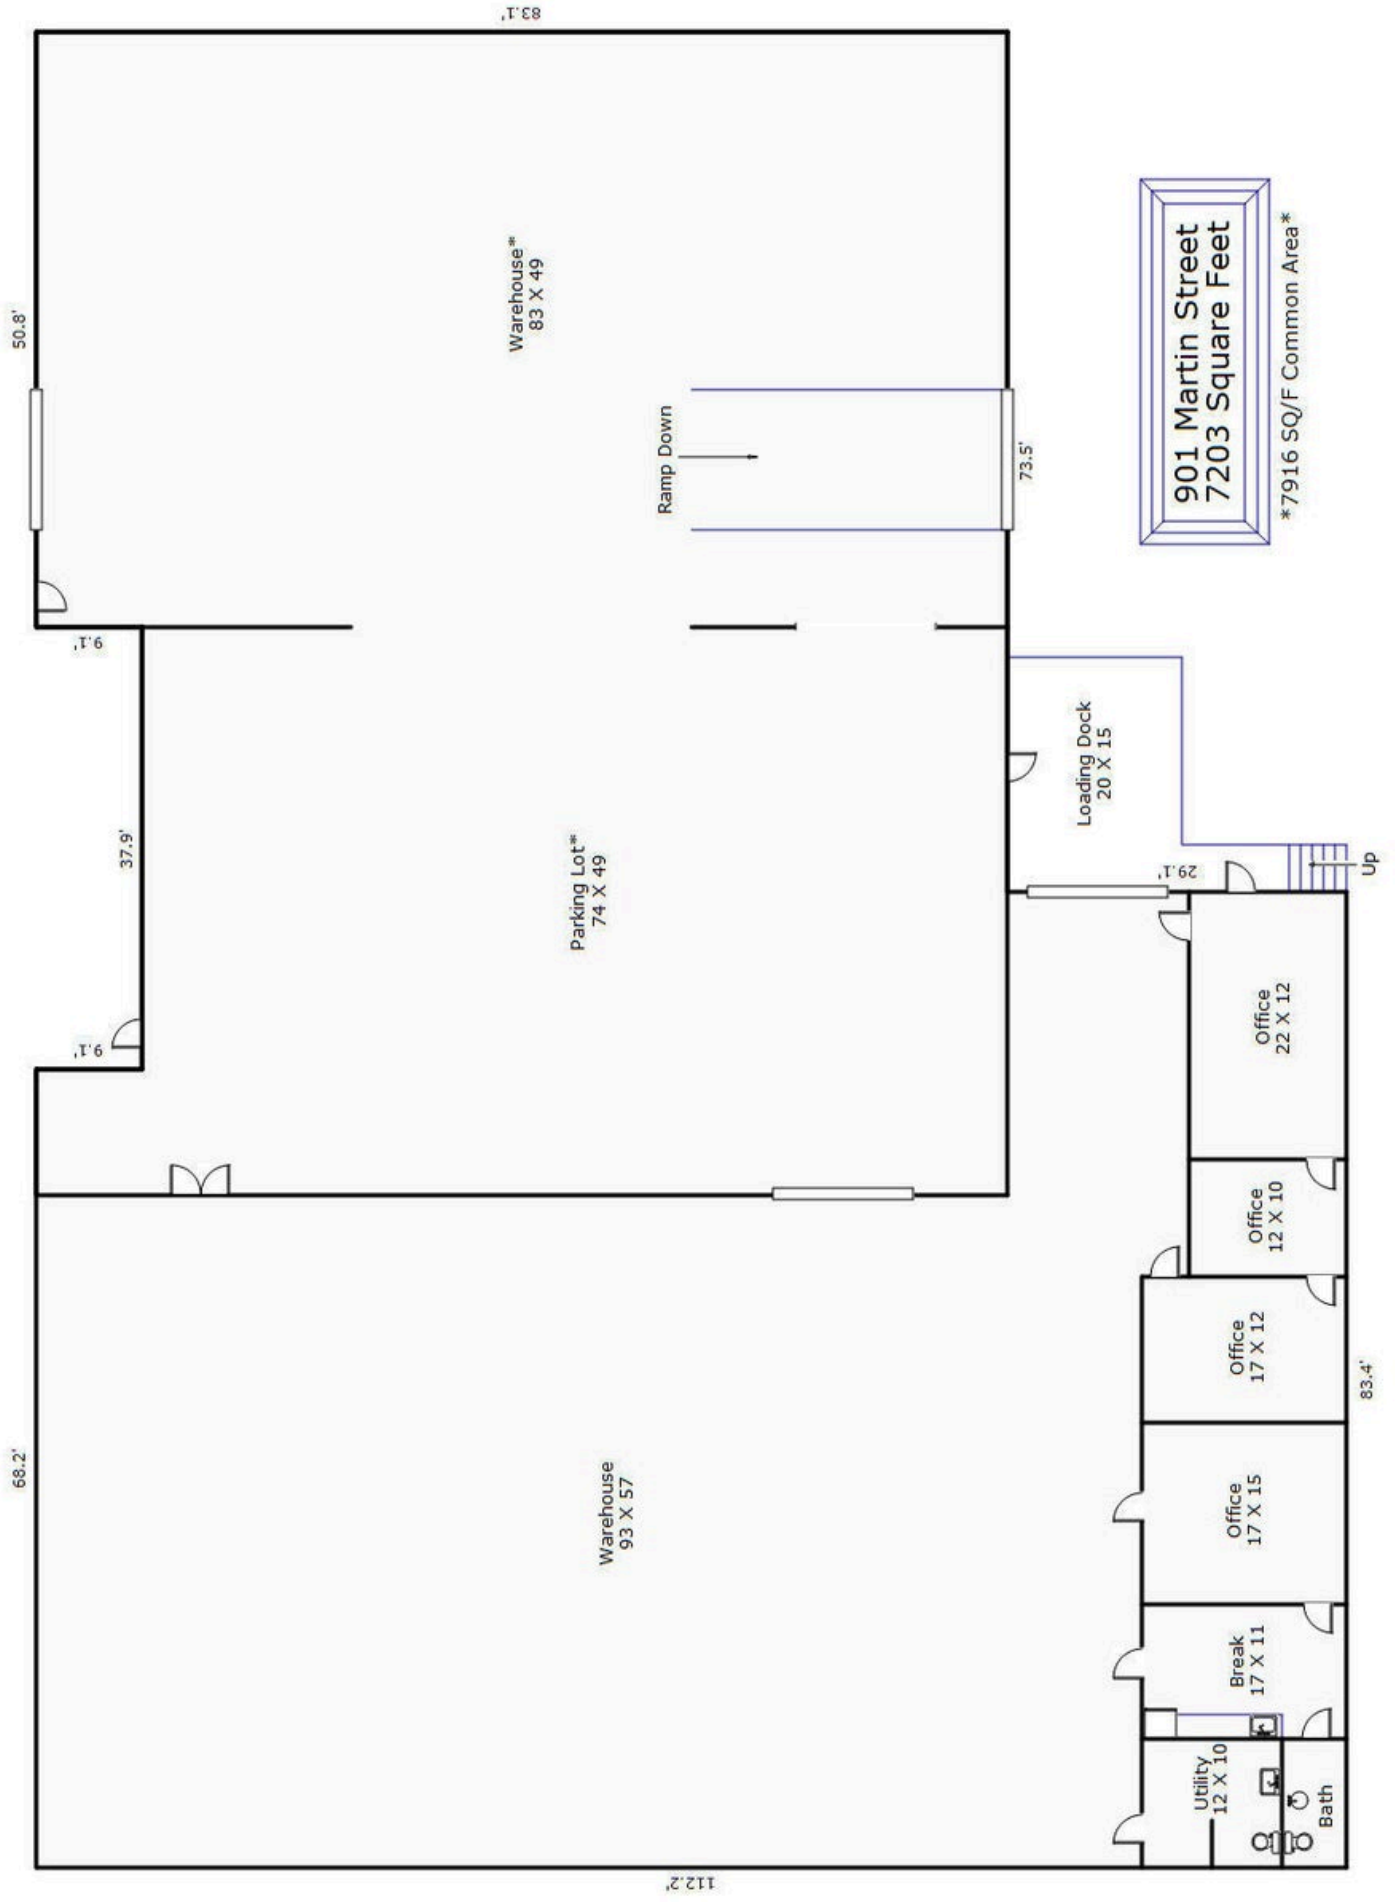 83.1'
50.8'
Warehouse*
83 X 49
Ramp Down
73.5'
901 Martin Street
7203 Square Feet
*7916 SQ/F Common Area*
9.1'
37.9'
9.1'
Parking Lot*
74 X 49
Loading Dock
20 X 15
29.1'
Up
Office
22 X 12
Office
12 X 10
Office
17 X 12
83.4'
68.2'
Warehouse
93 X 57
Office
17 X 15
Break
17 X 11
Utility
12 X 10
Bath
112.2'